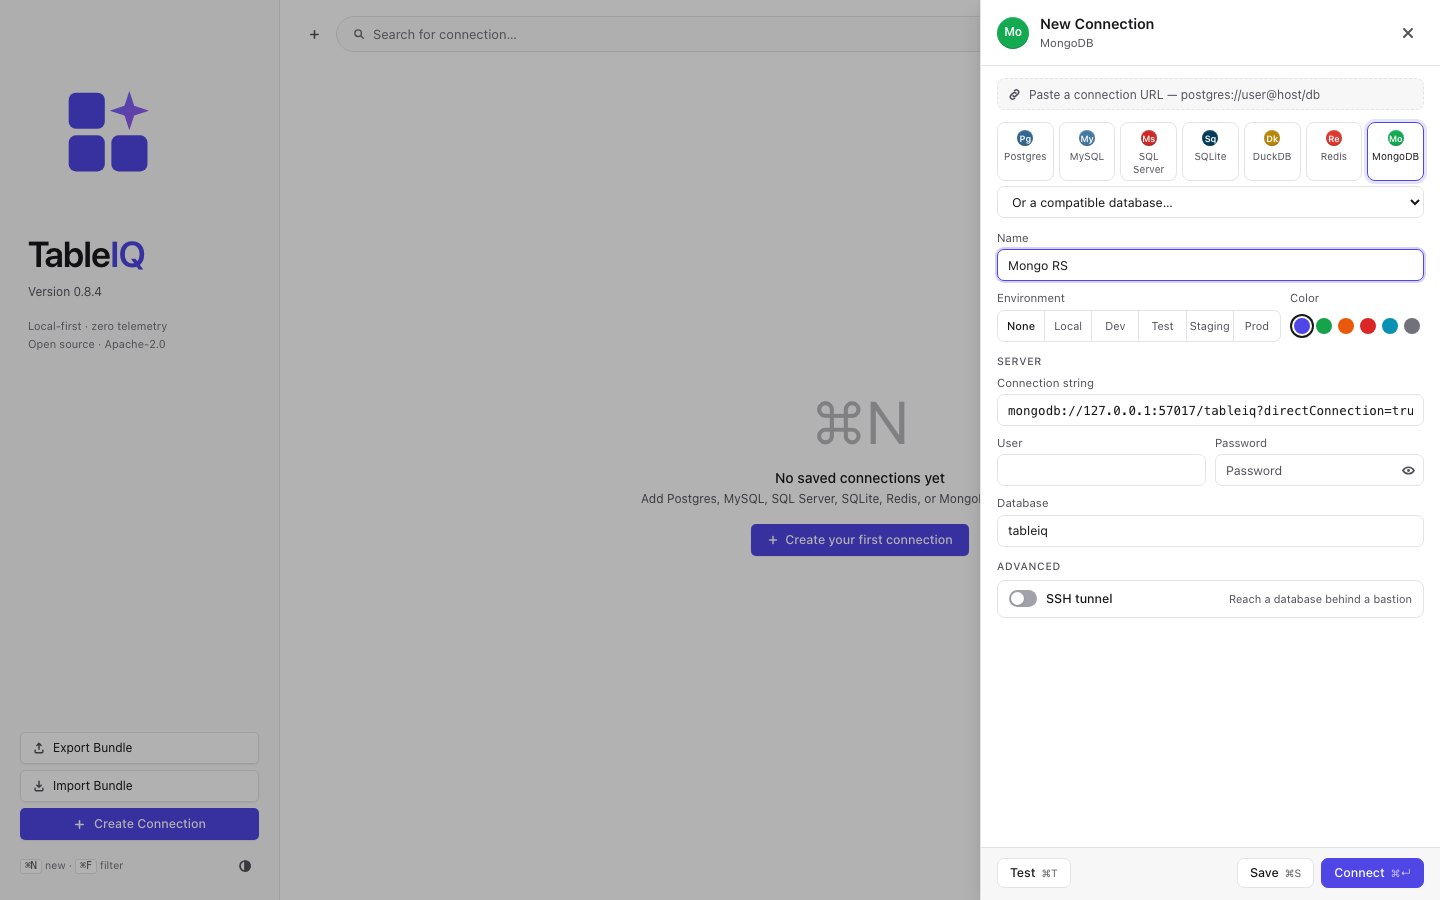 TableIQ
Version 0.8.4
Local-first · zero telemetry
Open source · Apache-2.0
Export Bundle
Import Bundle
+ Create Connection
⌘N new · ⌘F filter
+
Search for connection...
⌘N
No saved connections yet
Add Postgres, MySQL, SQL Server, SQLite, Redis, or Mongo
+ Create your first connection
Mo
New Connection
MongoDB
Paste a connection URL — postgres://user@host/db
Pg
Postgres
My
MySQL
Ms
SQL
Server
Sq
SQLite
Dk
DuckDB
Re
Redis
Mo
MongoDB
Or a compatible database...
Name
Mongo RS
Environment
None Local Dev Test Staging Prod
Color
SERVER
Connection string
mongodb://127.0.0.1:57017/tableiq?directConnection=tru
User
Password
Password
Database
tableiq
ADVANCED
SSH tunnel
Reach a database behind a bastion
Test ⌘T
Save ⌘S
Connect ⌘↵